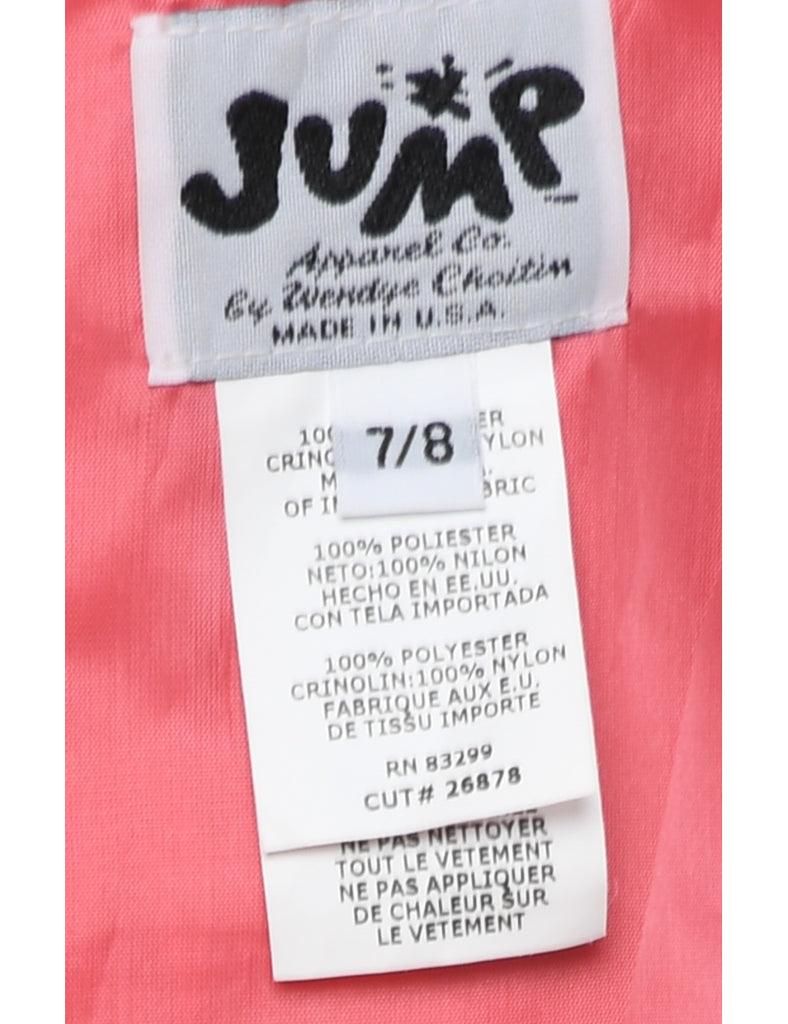 JUMP
Apparel Co.
by Wendye Chaitin
MADE IN U.S.A.
7/8
100% POLIESTER
NETO:100% NILON
HECHO EN EE.UU.
CON TELA IMPORTADA
100% POLYESTER
CRINOLIN:100% NYLON
FABRIQUE AUX E.U.
DE TISSU IMPORTE
RN 83299
CUT# 26878
NE PAS NETTOYER
TOUT LE VETEMENT
NE PAS APPLIQUER
DE CHALEUR SUR
LE VETEMENT